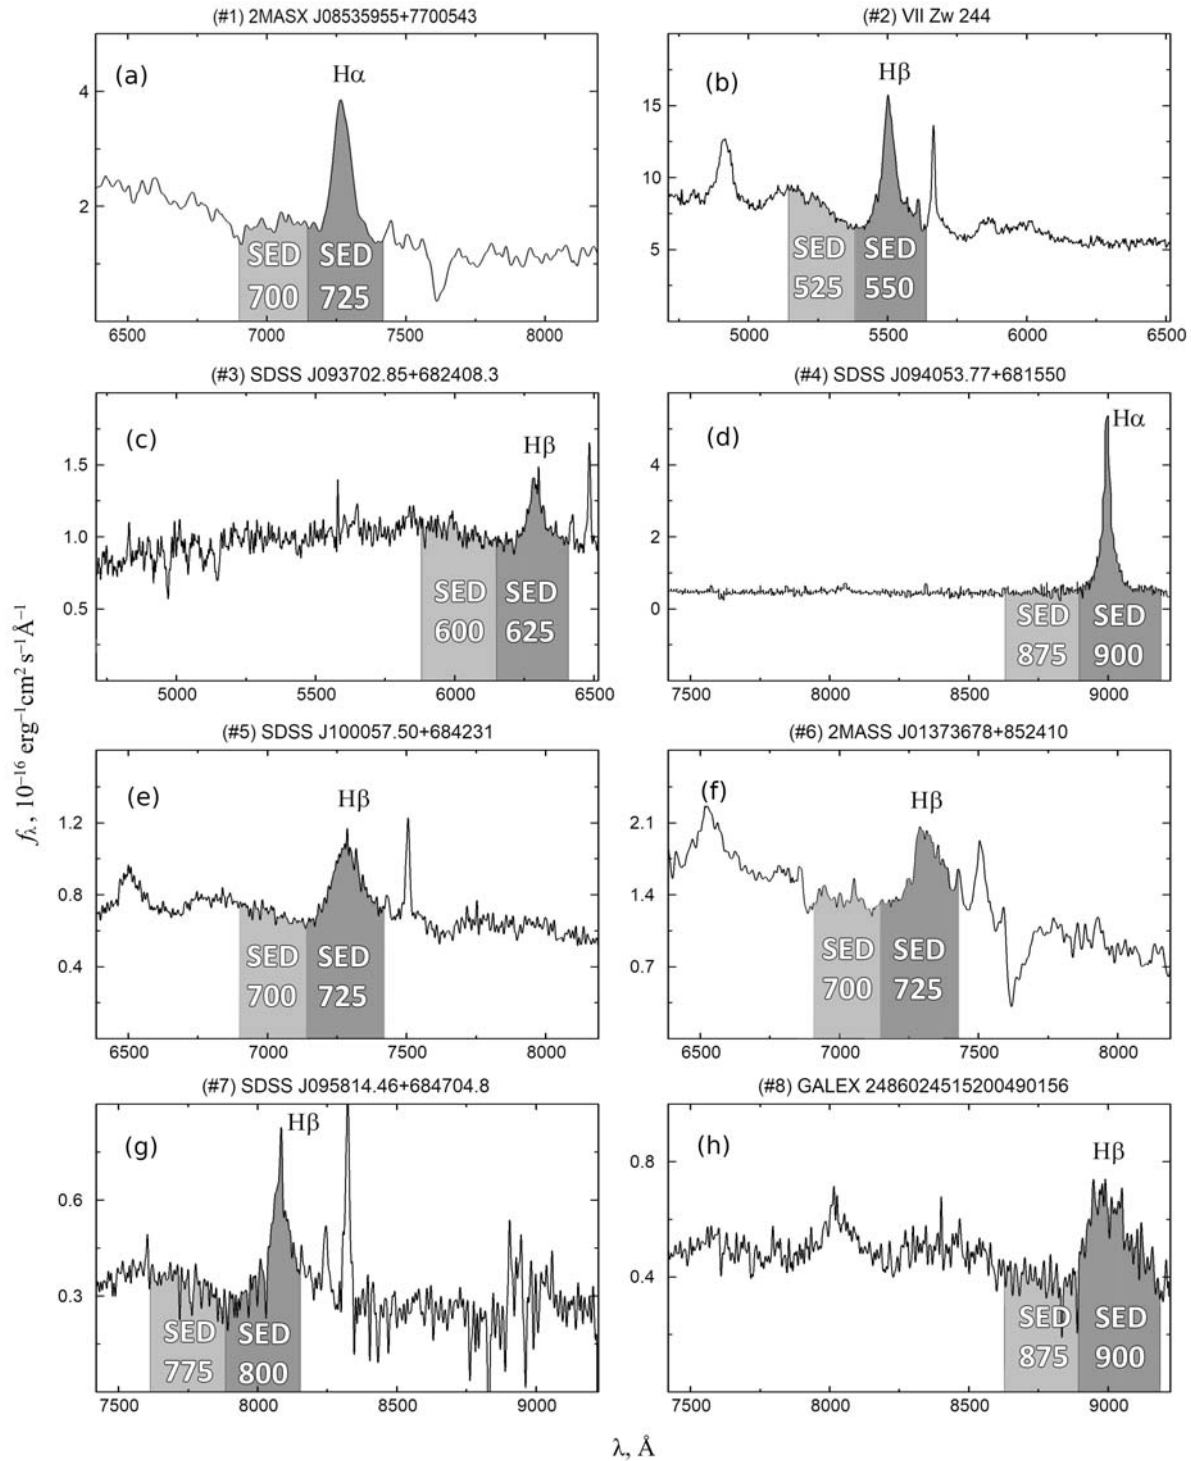 (#1) 2MASX J08535955+7700543
(#2) VII Zw 244
(a)
Hα
4
2
SED
700
SED
725
6500 7000 7500 8000
(b)
Hβ
15
10
5
SED
525
SED
550
5000 5500 6000 6500
(#3) SDSS J093702.85+682408.3
(#4) SDSS J094053.77+681550
(c)
Hβ
1.5
1.0
0.5
SED
600
SED
625
5000 5500 6000 6500
(d)
Hα
4
2
0
SED
875
SED
900
7500 8000 8500 9000
(#5) SDSS J100057.50+684231
(#6) 2MASS J01373678+852410
(e)
Hβ
1.2
0.8
0.4
SED
700
SED
725
6500 7000 7500 8000
(f)
Hβ
2.1
1.4
0.7
SED
700
SED
725
6500 7000 7500 8000
(#7) SDSS J095814.46+684704.8
(#8) GALEX 2486024515200490156
(g)
Hβ
0.6
0.3
SED
775
SED
800
7500 8000 8500 9000
(h)
Hβ
0.8
0.4
SED
875
SED
900
7500 8000 8500 9000
fλ, 10⁻¹⁶ erg⁻¹cm² s⁻¹Å⁻¹
λ, Å